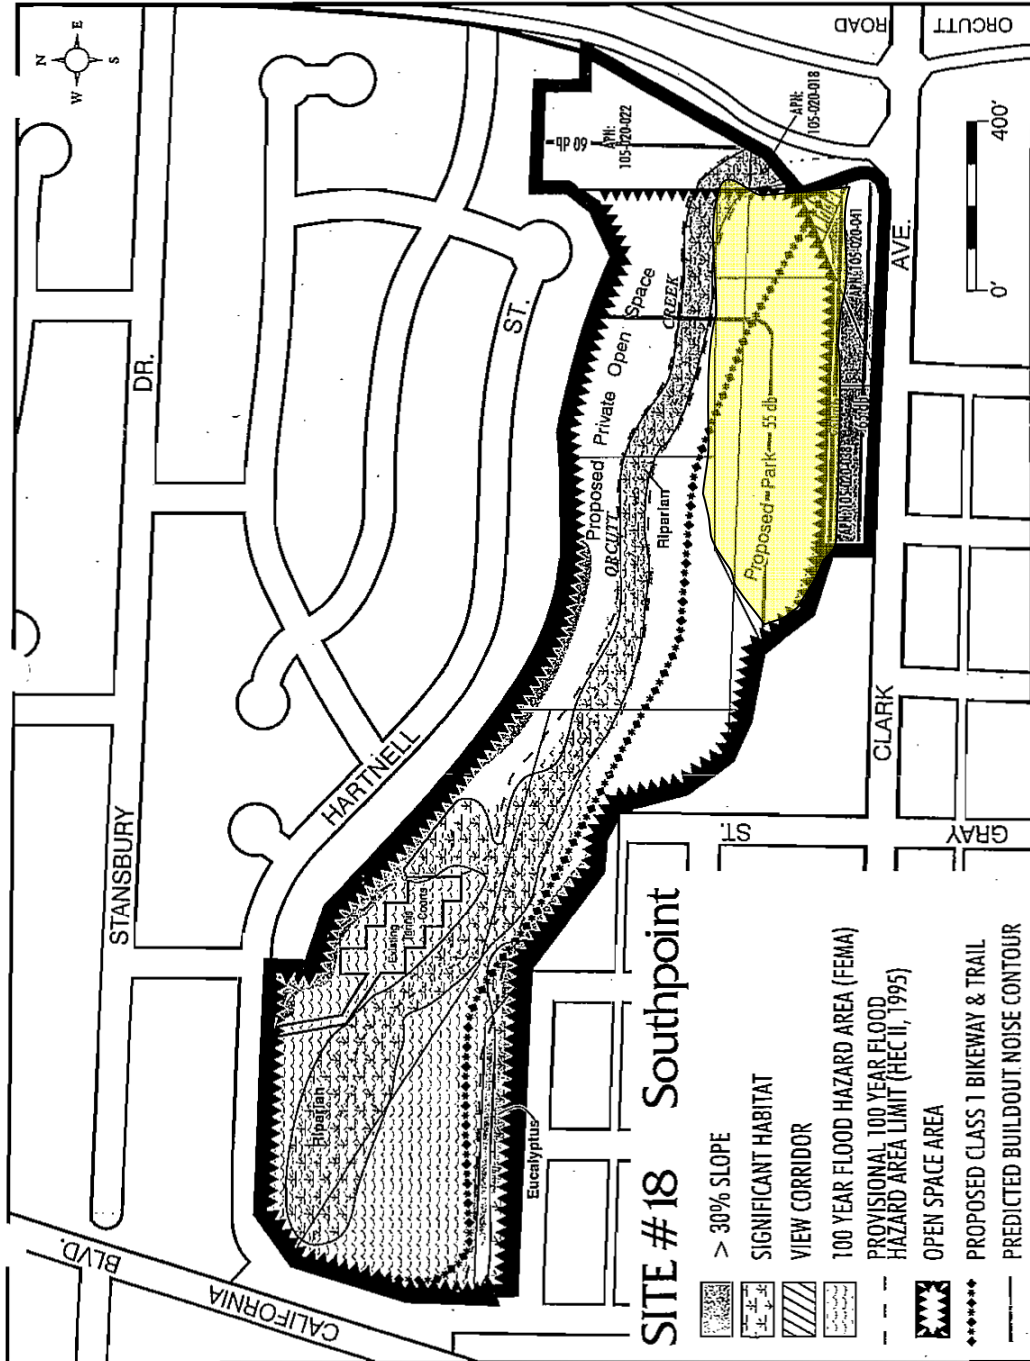 N
W
E
S
ORCUTT
ROAD
STANSBURY
DR.
HARTNELL
ST.
CALIFORNIA
BLVD.
60 db
APN:
105-020-022
APN:
105-020-018
Proposed Private Open Space
ORCUTT
CREEK
Riparian
Proposed Park
55 db
APN: 105-020-041
AVE.
CLARK
GRAY
ST.
0'
400'
Existing
Tennis
Courts
Riparian
Eucalyptus
SITE #18 Southpoint
> 30% SLOPE
SIGNIFICANT HABITAT
VIEW CORRIDOR
100 YEAR FLOOD HAZARD AREA (FEMA)
PROVISIONAL 100 YEAR FLOOD
HAZARD AREA LIMIT (HEC II, 1995)
OPEN SPACE AREA
PROPOSED CLASS 1 BIKEWAY & TRAIL
PREDICTED BUILDOUT NOISE CONTOUR